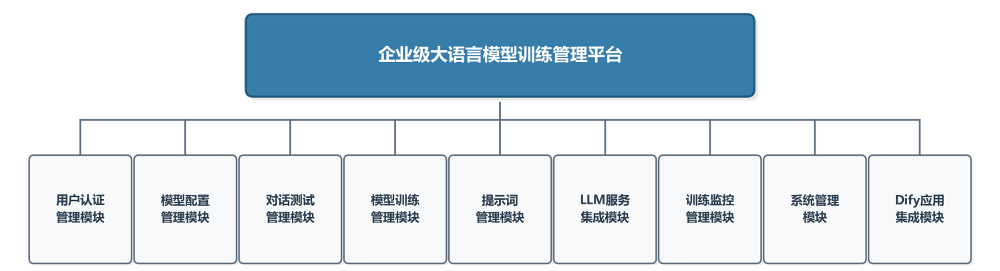 企业级大语言模型训练管理平台
用户认证
管理模块
模型配置
管理模块
对话测试
管理模块
模型训练
管理模块
提示词
管理模块
LLM服务
集成模块
训练监控
管理模块
系统管理
模块
Dify应用
集成模块